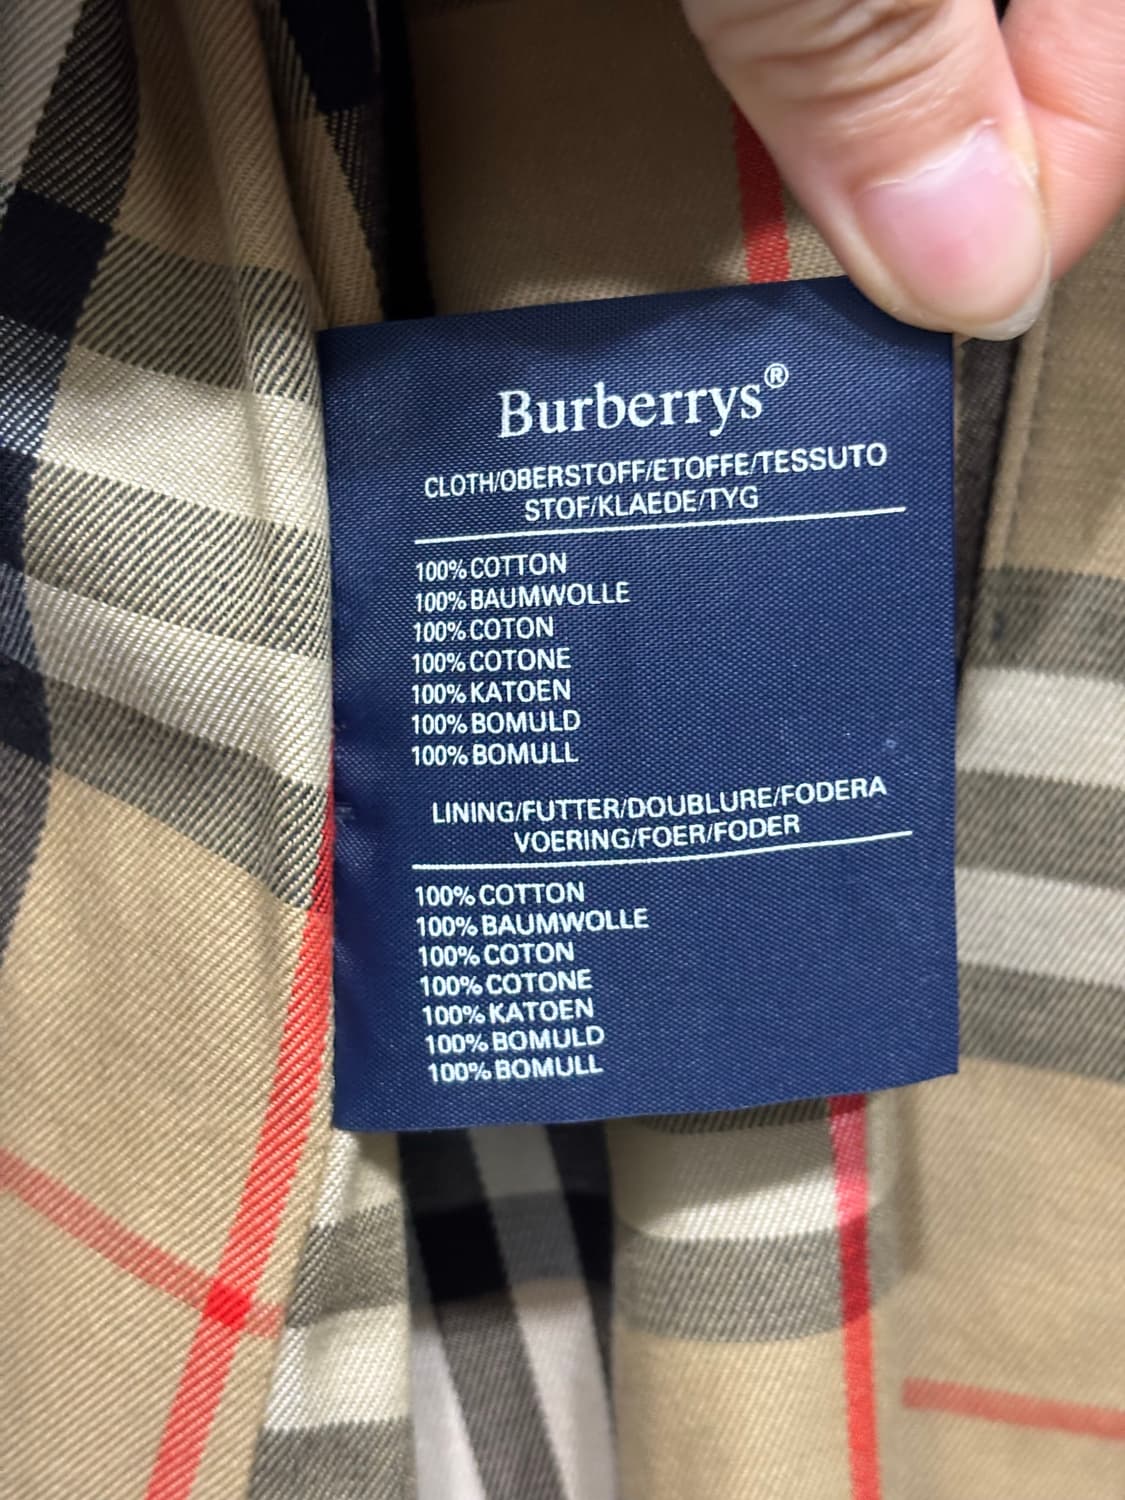 Burberrys®
CLOTH/OBERSTOFF/ETOFFE/TESSUTO
STOF/KLAEDE/TYG
100% COTTON
100% BAUMWOLLE
100% COTON
100% COTONE
100% KATOEN
100% BOMULD
100% BOMULL
LINING/FUTTER/DOUBLURE/FODERA
VOERING/FOER/FODER
100% COTTON
100% BAUMWOLLE
100% COTON
100% COTONE
100% KATOEN
100% BOMULD
100% BOMULL